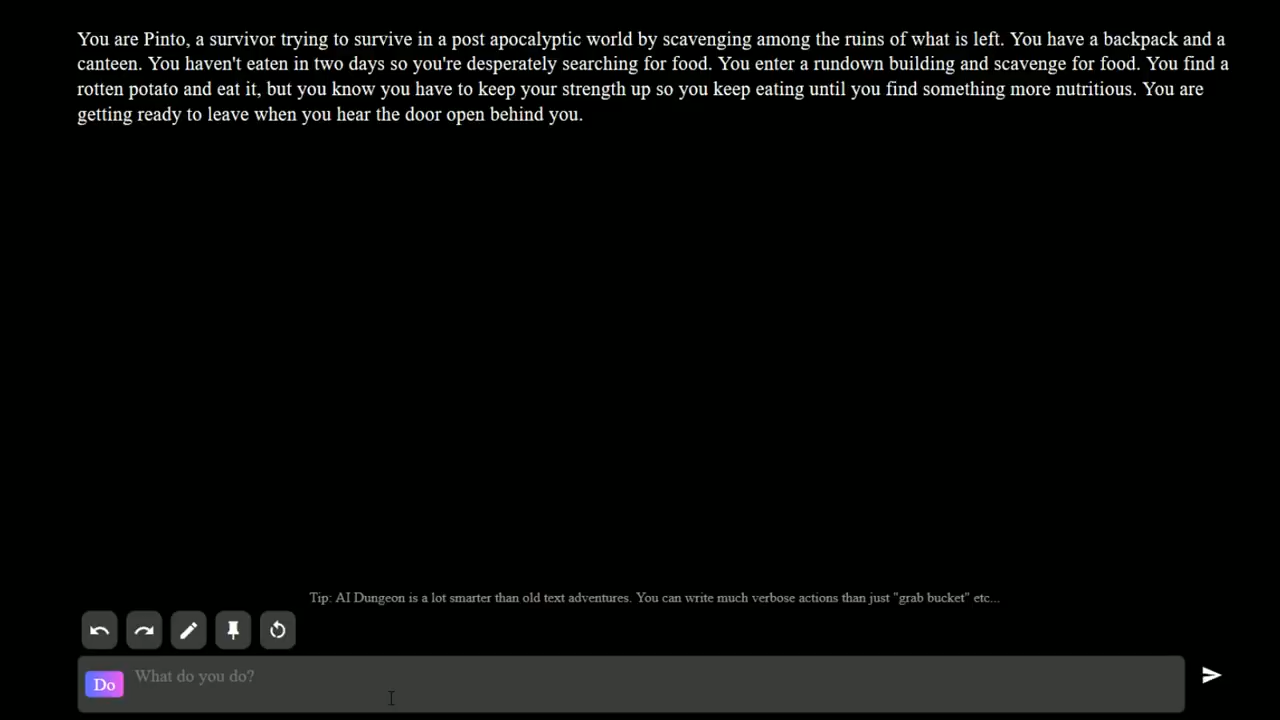 You are Pinto, a survivor trying to survive in a post apocalyptic world by scavenging among the ruins of what is left. You have a backpack and a
canteen. You haven't eaten in two days so you're desperately searching for food. You enter a rundown building and scavenge for food. You find a
rotten potato and eat it, but you know you have to keep your strength up so you keep eating until you find something more nutritious. You are
getting ready to leave when you hear the door open behind you.
Tip: AI Dungeon is a lot smarter than old text adventures. You can write much verbose actions than just "grab bucket" etc...
Do What do you do?